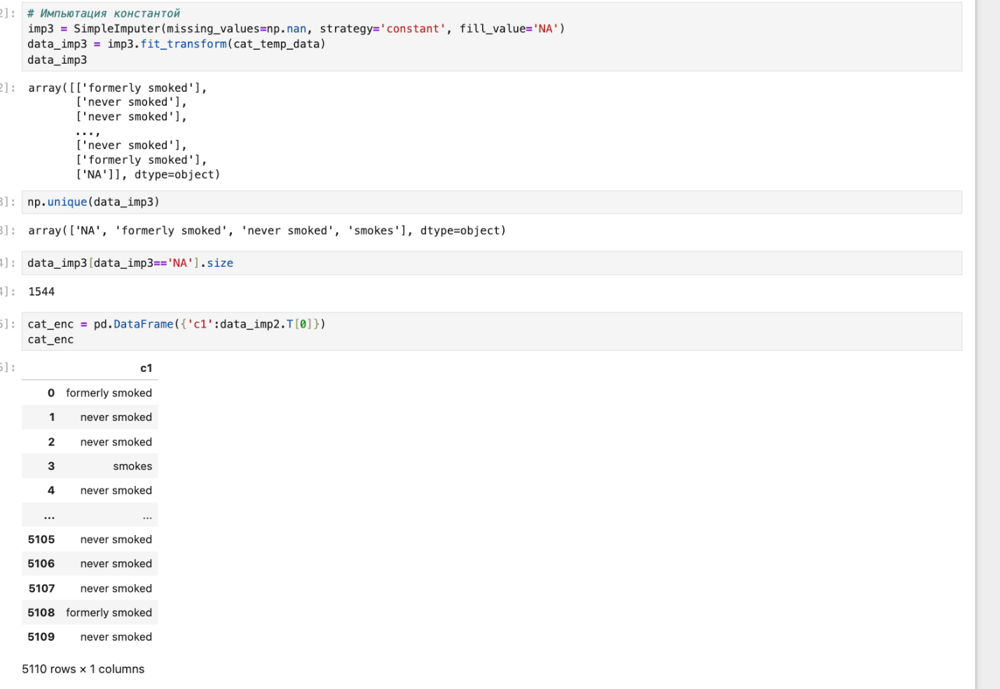 2]: # Импьютация константой
imp3 = SimpleImputer(missing_values=np.nan, strategy='constant', fill_value='NA')
data_imp3 = imp3.fit_transform(cat_temp_data)
data_imp3
2]: array([['formerly smoked'],
['never smoked'],
['never smoked'],
...,
['never smoked'],
['formerly smoked'],
['NA']], dtype=object)
3]: np.unique(data_imp3)
3]: array(['NA', 'formerly smoked', 'never smoked', 'smokes'], dtype=object)
4]: data_imp3[data_imp3=='NA'].size
4]: 1544
5]: cat_enc = pd.DataFrame({'c1':data_imp2.T[0]})
cat_enc
5]: c1
0 formerly smoked
1 never smoked
2 never smoked
3 smokes
4 never smoked
... ...
5105 never smoked
5106 never smoked
5107 never smoked
5108 formerly smoked
5109 never smoked
5110 rows × 1 columns